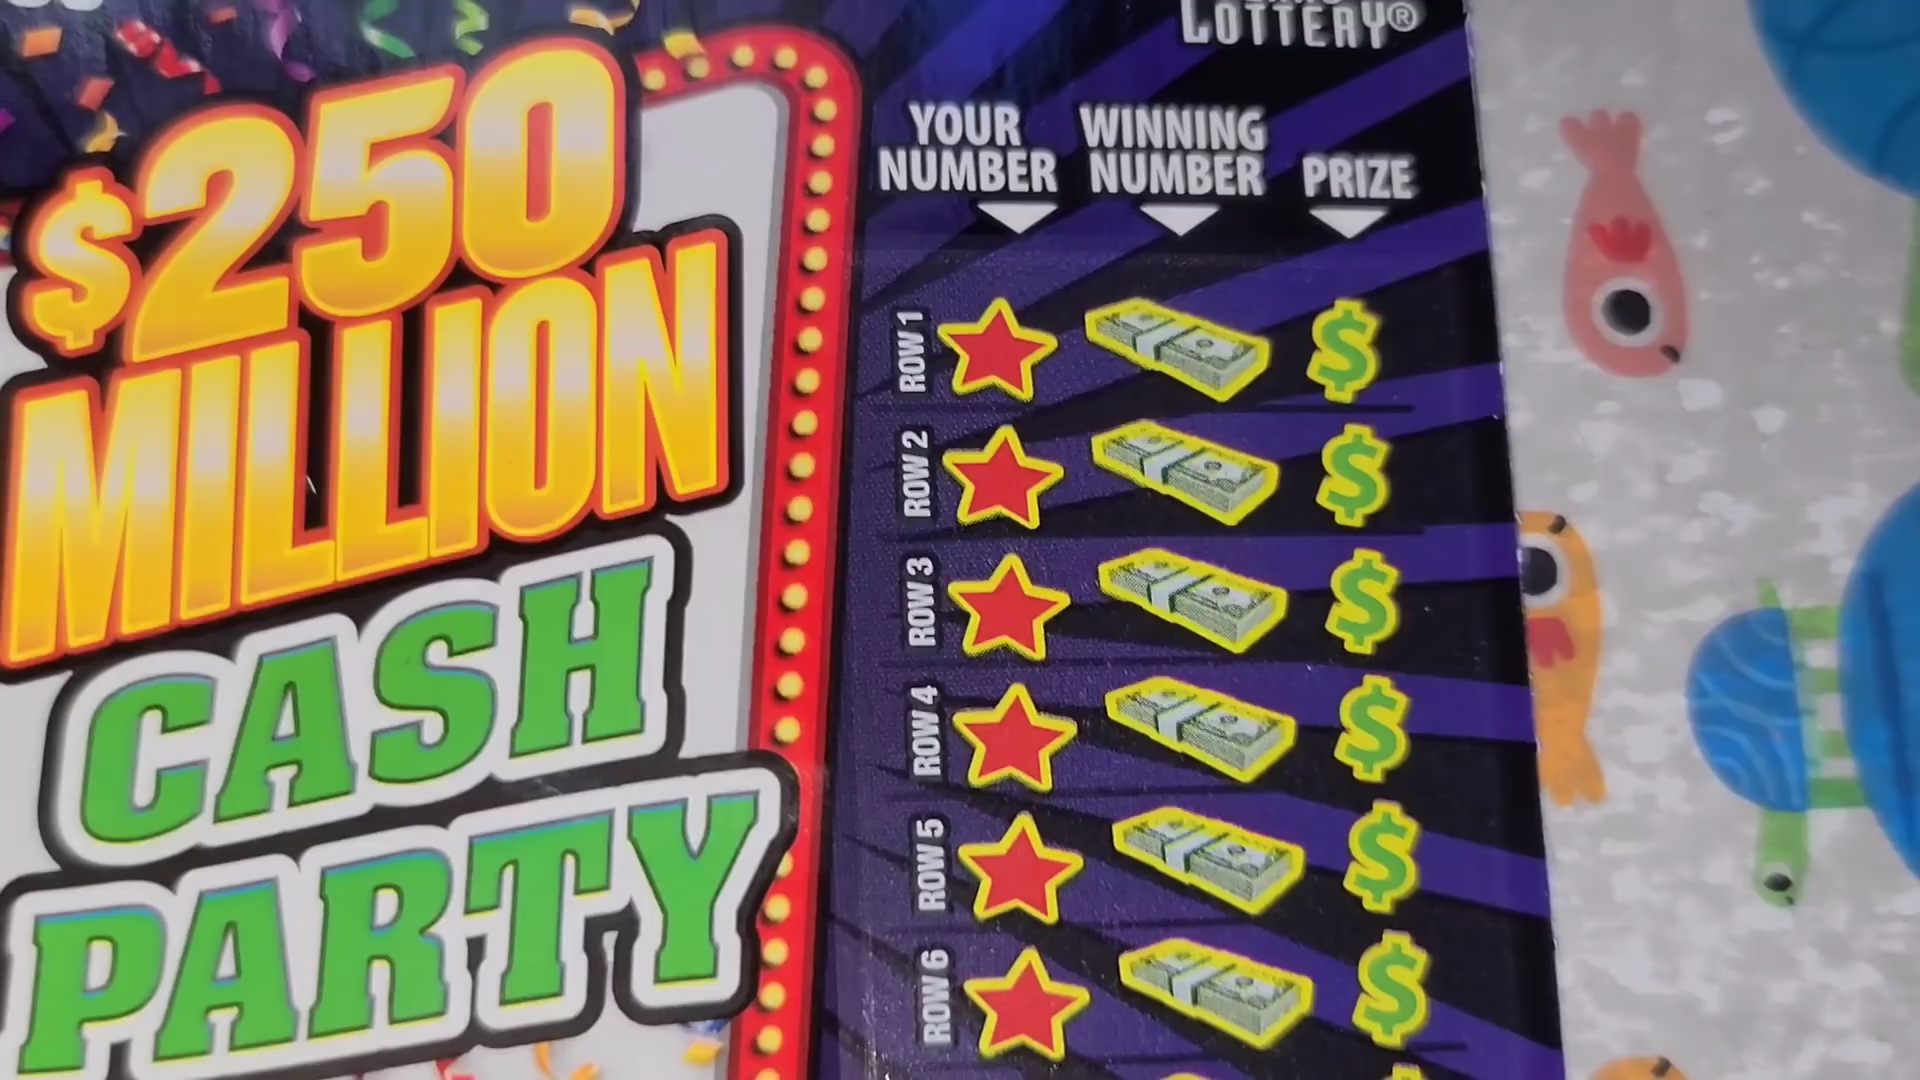 LOTTERY®
$250
MILLION
CASH
PARTY
YOUR
NUMBER
WINNING
NUMBER
PRIZE
ROW 1
$
ROW 2
$
ROW 3
$
ROW 4
$
ROW 5
$
ROW 6
$